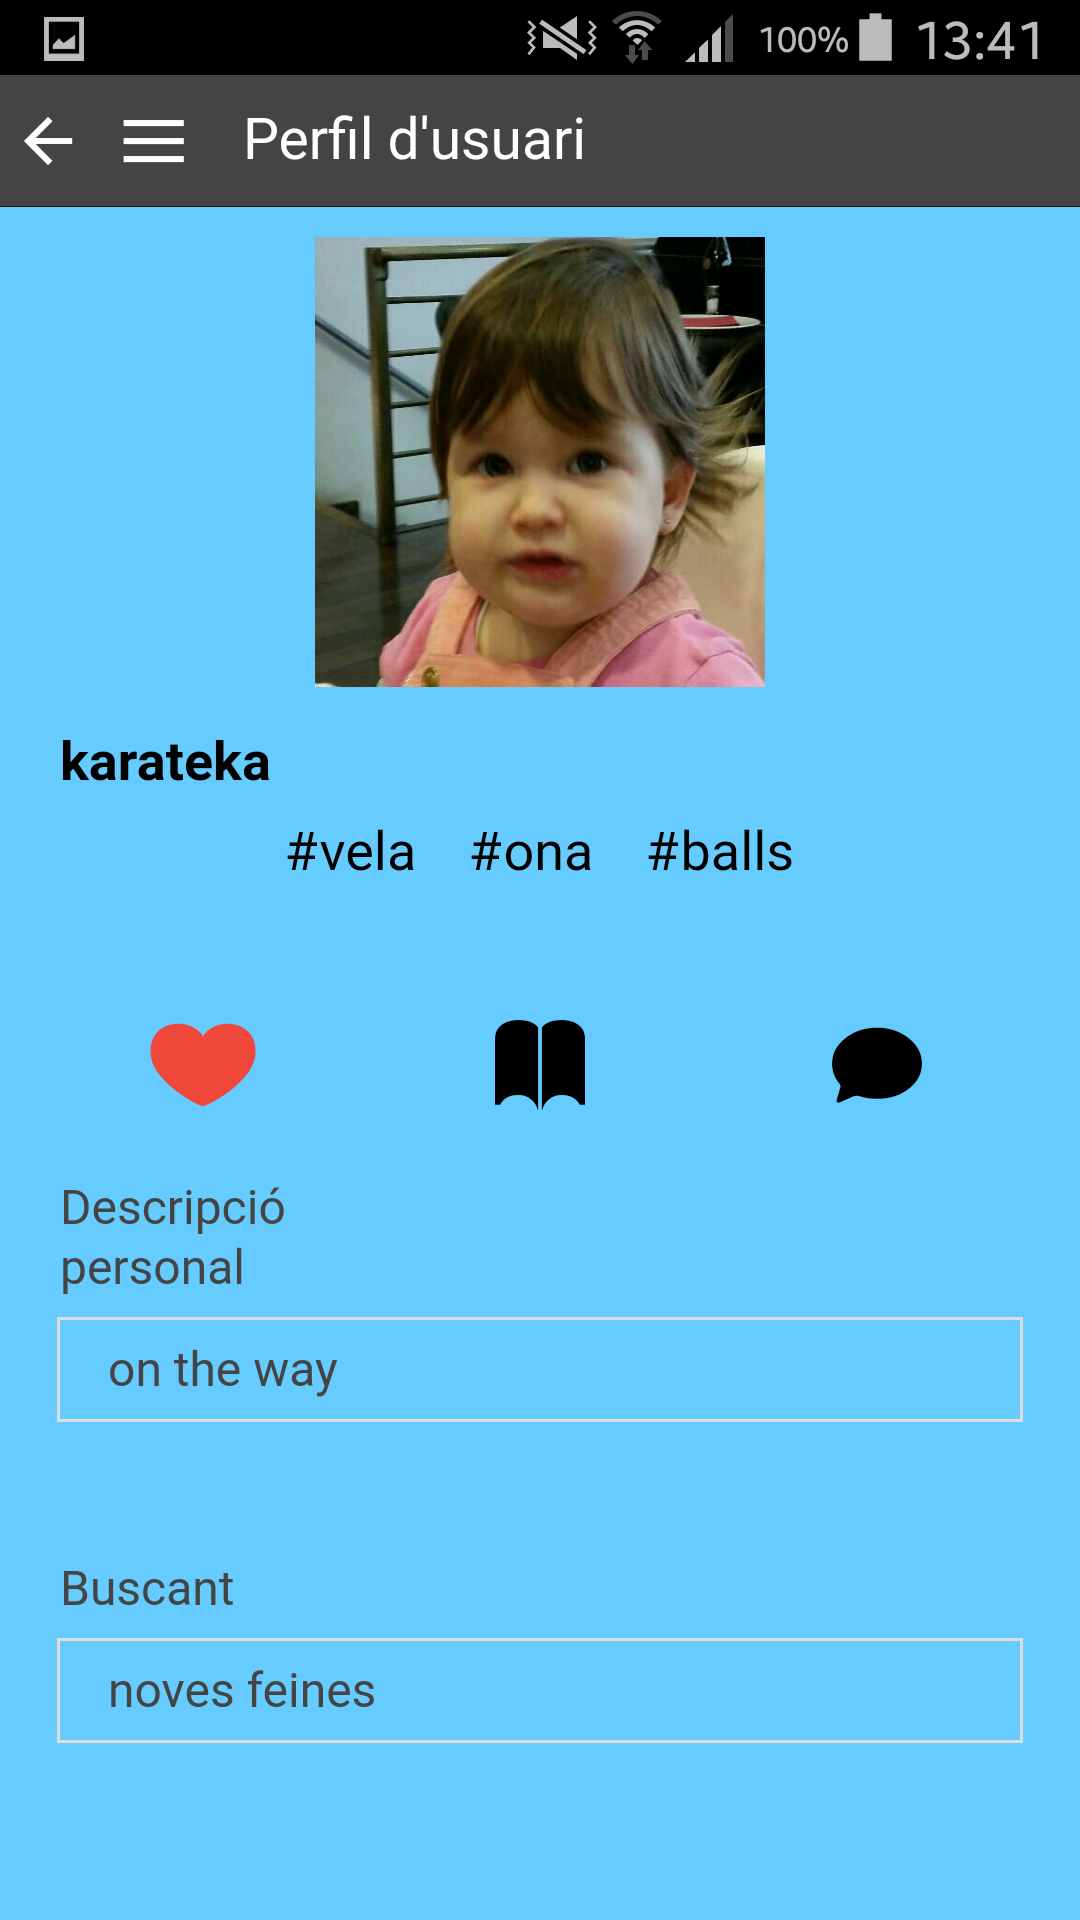 100% 13:41
Perfil d'usuari
karateka
#vela #ona #balls
Descripció
personal
on the way
Buscant
noves feines